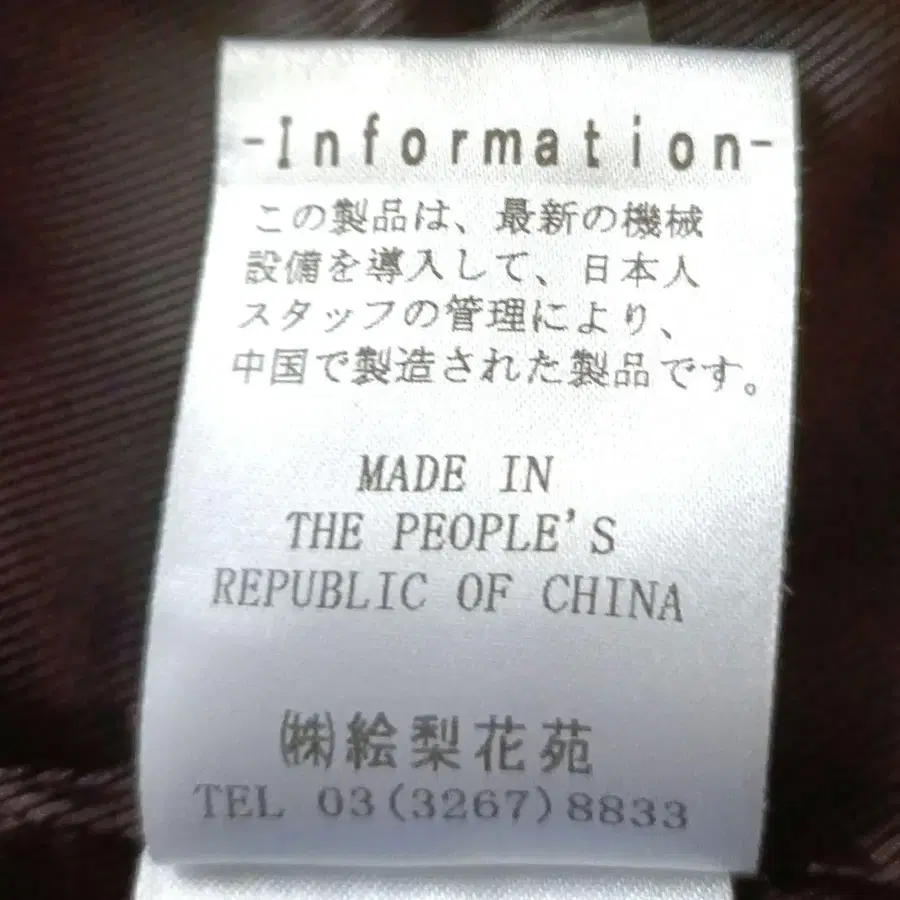 -Information-
この製品は、最新の機械
設備を導入して、日本人
スタッフの管理により、
中国で製造された製品です。
MADE IN
THE PEOPLE'S
REPUBLIC OF CHINA
㈱絵梨花苑
TEL 03(3267)8833